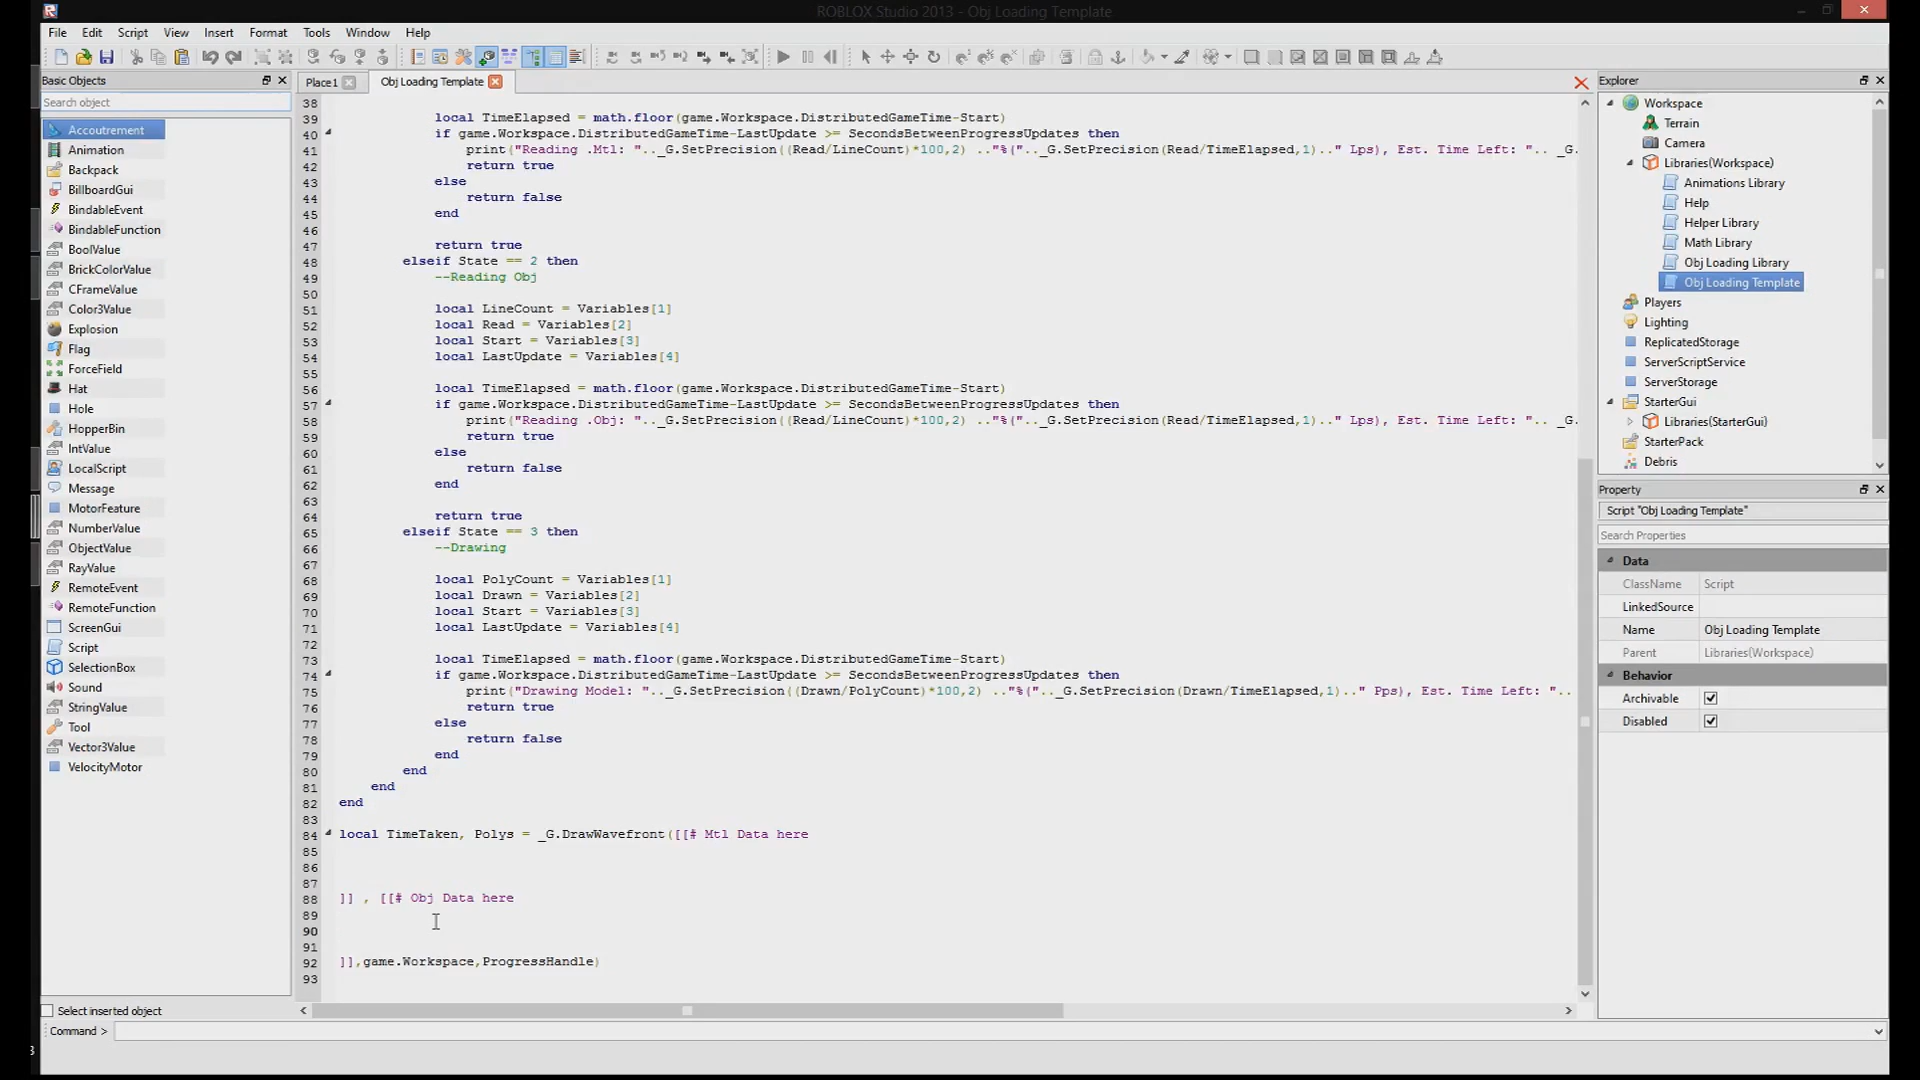 ROBLOX Studio 2013 - Obj Loading Template
File Edit Script View Insert Format Tools Window Help
Basic Objects
Search object
Accoutrement
Animation
Backpack
BillboardGui
BindableEvent
BindableFunction
BoolValue
BrickColorValue
CFrameValue
Color3Value
Explosion
Flag
ForceField
Hat
Hole
HopperBin
IntValue
LocalScript
Message
MotorFeature
NumberValue
ObjectValue
RayValue
RemoteEvent
RemoteFunction
ScreenGui
Script
SelectionBox
Sound
StringValue
Tool
Vector3Value
VelocityMotor
Select inserted object
Command >
Place1
Obj Loading Template
38
39 local TimeElapsed = math.floor(game.Workspace.DistributedGameTime-Start)
40 if game.Workspace.DistributedGameTime-LastUpdate >= SecondsBetweenProgressUpdates then
41 print("Reading .Mtl: ".._G.SetPrecision((Read/LineCount)*100,2) .."%(".._G.SetPrecision(Read/TimeElapsed,1).." Lps), Est. Time Left: ".. _G.
42 return true
43 else
44 return false
45 end
46
47 return true
48 elseif State == 2 then
49 --Reading Obj
50
51 local LineCount = Variables[1]
52 local Read = Variables[2]
53 local Start = Variables[3]
54 local LastUpdate = Variables[4]
55
56 local TimeElapsed = math.floor(game.Workspace.DistributedGameTime-Start)
57 if game.Workspace.DistributedGameTime-LastUpdate >= SecondsBetweenProgressUpdates then
58 print("Reading .Obj: ".._G.SetPrecision((Read/LineCount)*100,2) .."%(".._G.SetPrecision(Read/TimeElapsed,1).." Lps), Est. Time Left: ".. _G.
59 return true
60 else
61 return false
62 end
63
64 return true
65 elseif State == 3 then
66 --Drawing
67
68 local PolyCount = Variables[1]
69 local Drawn = Variables[2]
70 local Start = Variables[3]
71 local LastUpdate = Variables[4]
72
73 local TimeElapsed = math.floor(game.Workspace.DistributedGameTime-Start)
74 if game.Workspace.DistributedGameTime-LastUpdate >= SecondsBetweenProgressUpdates then
75 print("Drawing Model: ".._G.SetPrecision((Drawn/PolyCount)*100,2) .."%(".._G.SetPrecision(Drawn/TimeElapsed,1).." Pps), Est. Time Left: "..
76 return true
77 else
78 return false
79 end
80 end
81 end
82 end
83
84 local TimeTaken, Polys = _G.DrawWavefront([[# Mtl Data here
85
86
87
88 ]] , [[# Obj Data here
89
90
91
92 ]],game.Workspace,ProgressHandle)
93
Explorer
Workspace
Terrain
Camera
Libraries(Workspace)
Animations Library
Help
Helper Library
Math Library
Obj Loading Library
Obj Loading Template
Players
Lighting
ReplicatedStorage
ServerScriptService
ServerStorage
StarterGui
Libraries(StarterGui)
StarterPack
Debris
Property
Script "Obj Loading Template"
Search Properties
Data
ClassName Script
LinkedSource
Name Obj Loading Template
Parent Libraries(Workspace)
Behavior
Archivable
Disabled